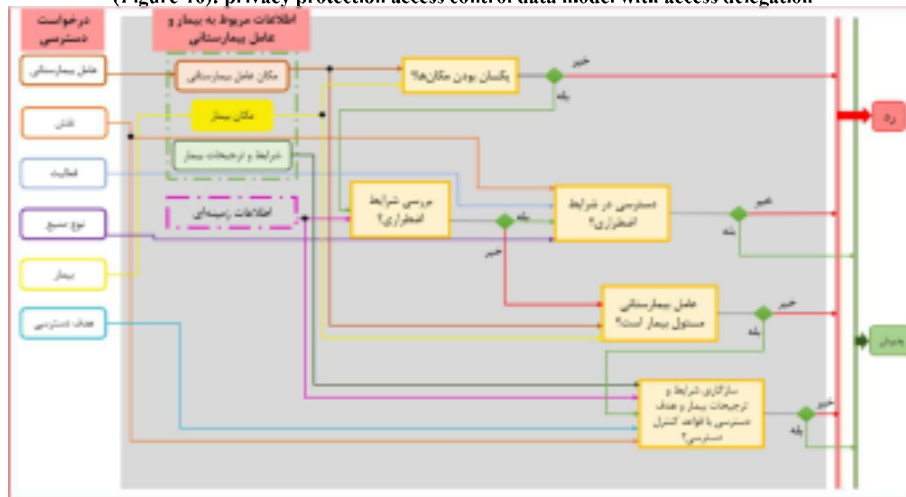 (Figure 10): privacy protection access control data model with access delegation
درخواست
دسترسی
اطلاعات مربوط به بیمار و
عامل بیمارستانی
عامل بیمارستانی
نقش
فعالیت
نوع منبع
بیمار
هدف دسترسی
مکان عامل بیمارستانی
مکان بیمار
شرایط و ترجیحات بیمار
اطلاعات زمینه‌ای
یکسان بودن مکان‌ها؟
خیر
بله
بررسی شرایط
اضطراری؟
بله
خیر
دسترسی در شرایط
اضطراری؟
خیر
بله
عامل بیمارستانی
مسئول بیمار است؟
خیر
بله
سازگاری شرایط و
ترجیحات بیمار و هدف
دسترسی با قواعد کنترل
دسترسی؟
خیر
بله
رد
پذیرش